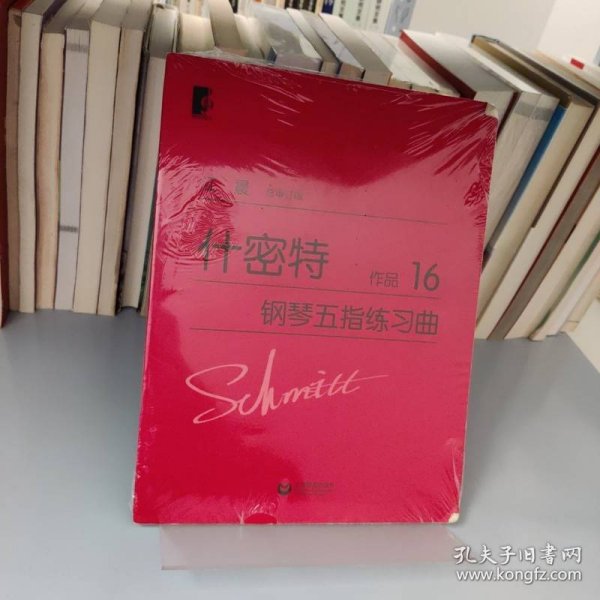 晨
什密特
作品 16
钢琴五指练习曲
Schmitt
孔夫子旧书网
www.kongfz.com